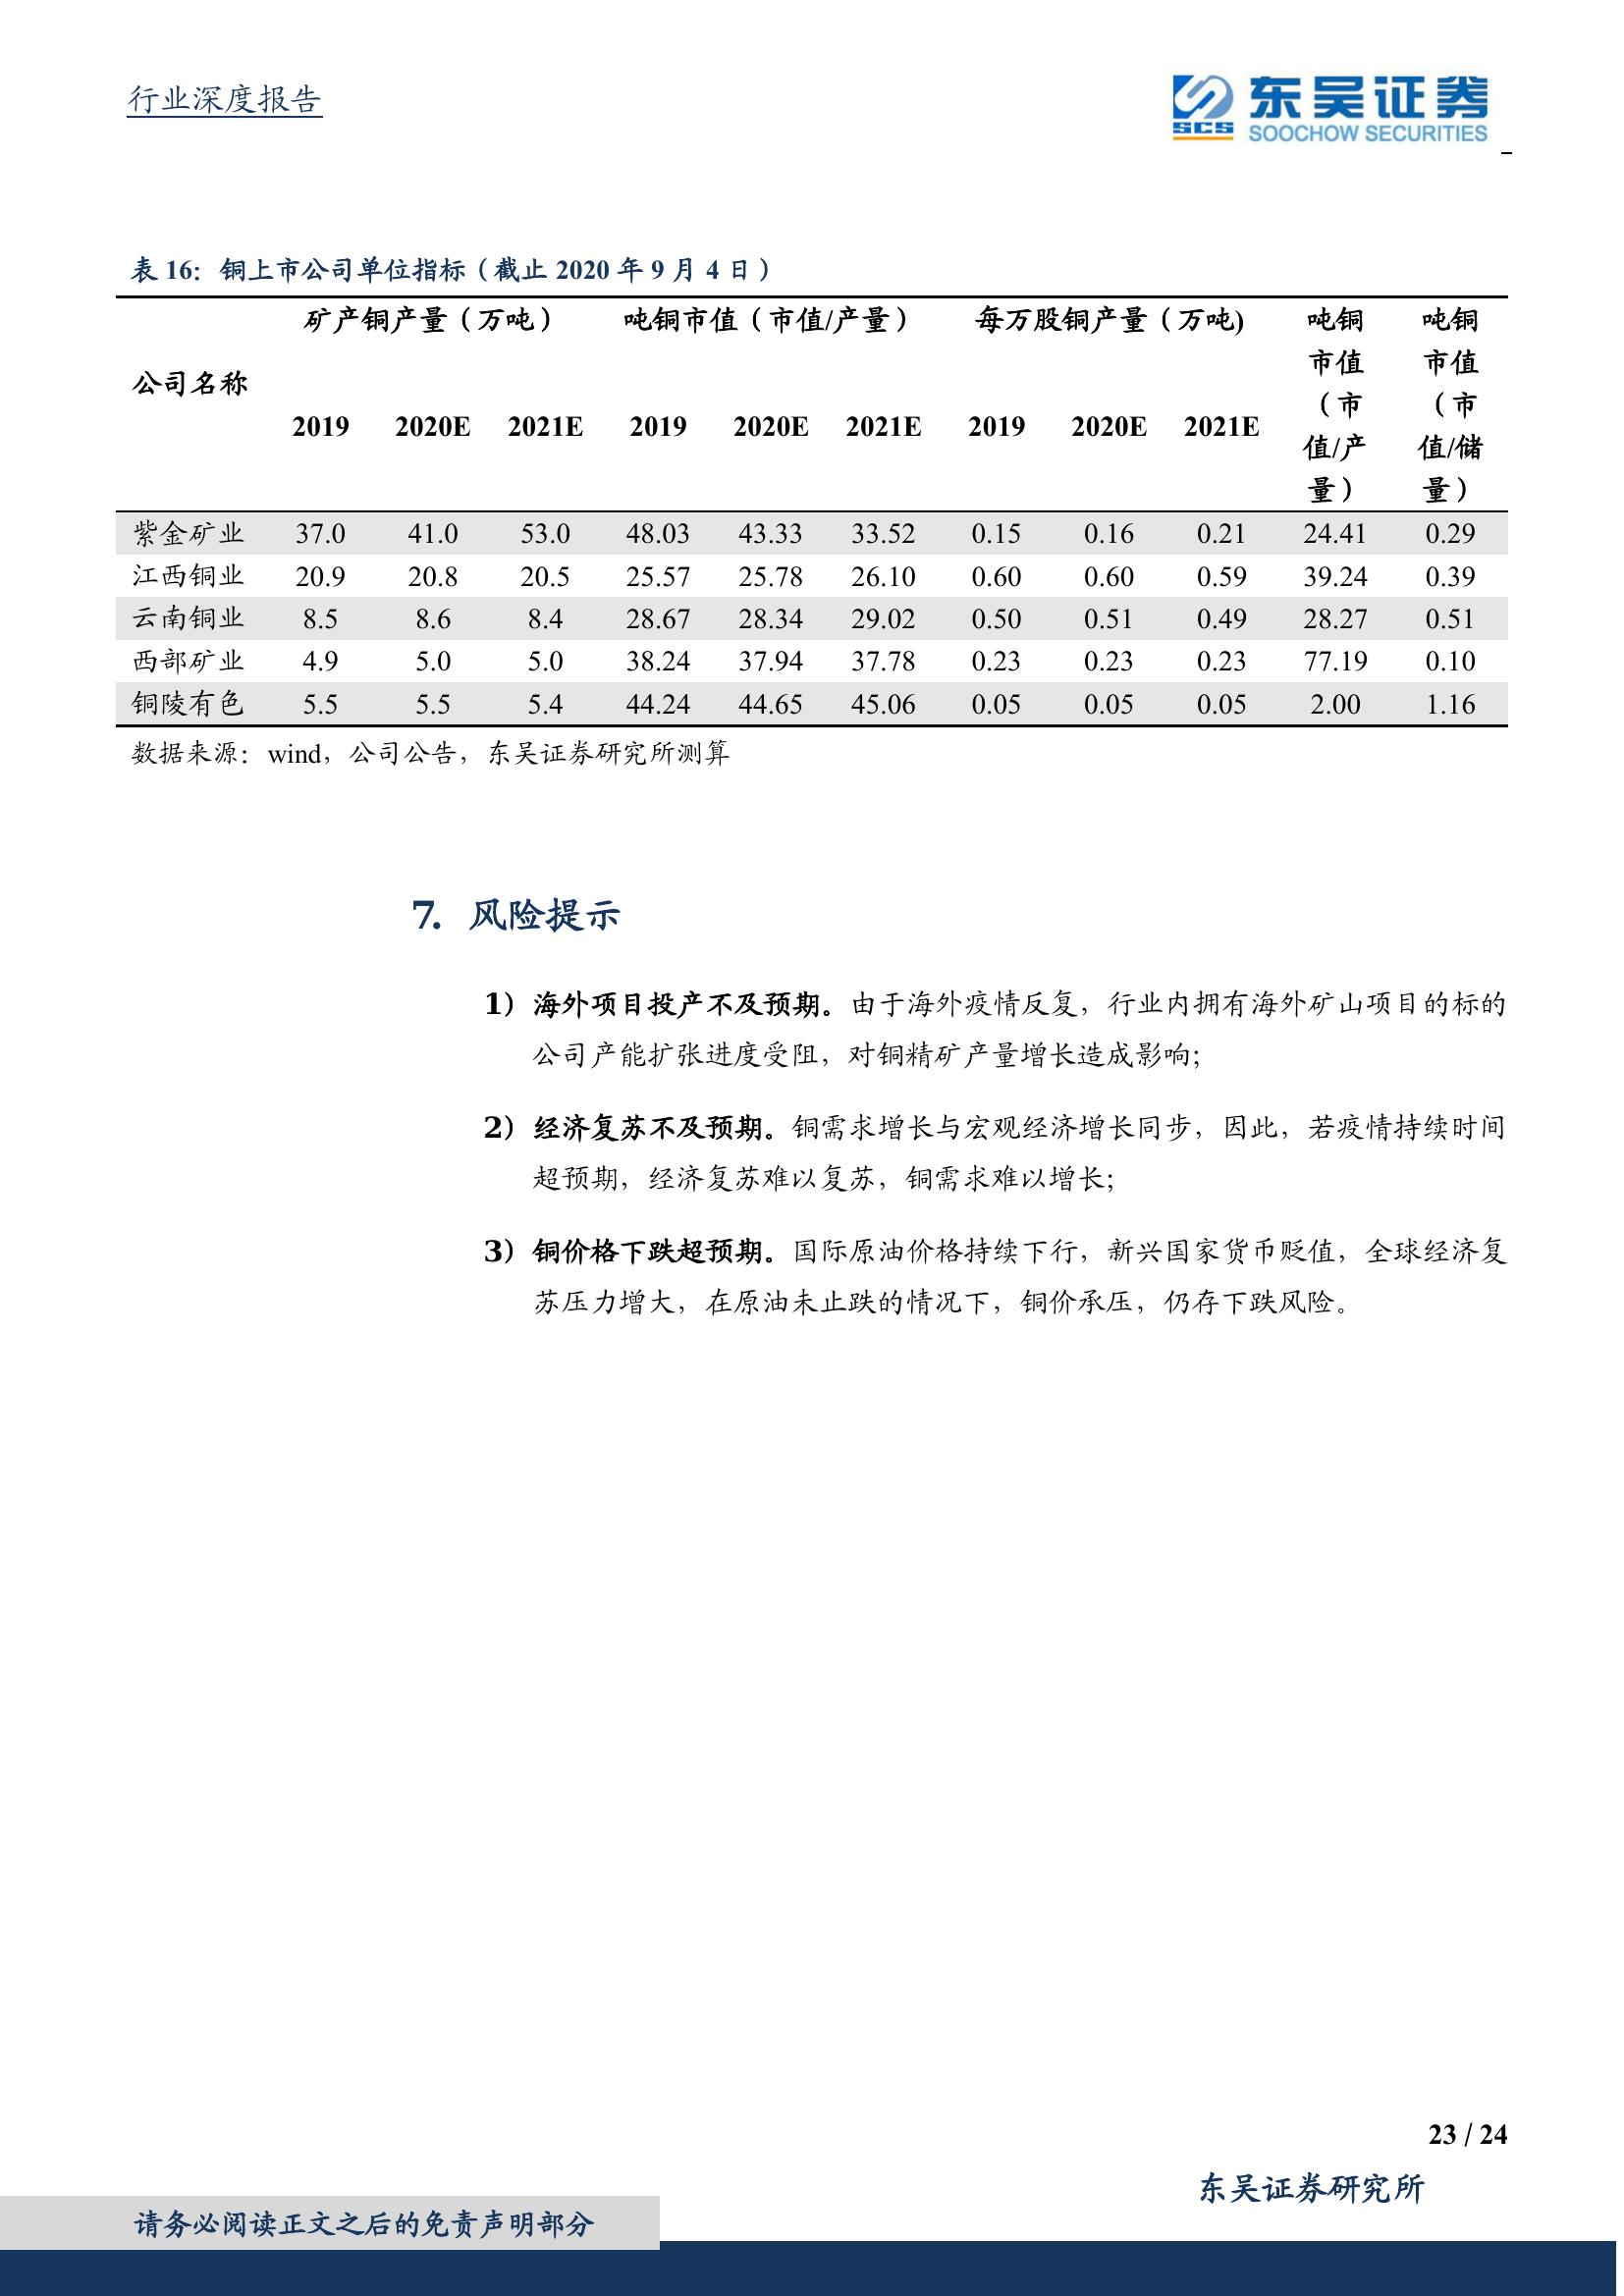 行业深度报告
SCS 东吴证券
SOOCHOW SECURITIES
表 16：铜上市公司单位指标（截止 2020 年 9 月 4 日）
公司名称 矿产铜产量（万吨） 吨铜市值（市值/产量） 每万股铜产量（万吨) 吨铜市值（市值/产量） 吨铜市值（市值/储量）
2019 2020E 2021E 2019 2020E 2021E 2019 2020E 2021E
紫金矿业 37.0 41.0 53.0 48.03 43.33 33.52 0.15 0.16 0.21 24.41 0.29
江西铜业 20.9 20.8 20.5 25.57 25.78 26.10 0.60 0.60 0.59 39.24 0.39
云南铜业 8.5 8.6 8.4 28.67 28.34 29.02 0.50 0.51 0.49 28.27 0.51
西部矿业 4.9 5.0 5.0 38.24 37.94 37.78 0.23 0.23 0.23 77.19 0.10
铜陵有色 5.5 5.5 5.4 44.24 44.65 45.06 0.05 0.05 0.05 2.00 1.16
数据来源：wind，公司公告，东吴证券研究所测算
7. 风险提示
1）海外项目投产不及预期。由于海外疫情反复，行业内拥有海外矿山项目的标的
公司产能扩张进度受阻，对铜精矿产量增长造成影响；
2）经济复苏不及预期。铜需求增长与宏观经济增长同步，因此，若疫情持续时间
超预期，经济复苏难以复苏，铜需求难以增长；
3）铜价格下跌超预期。国际原油价格持续下行，新兴国家货币贬值，全球经济复
苏压力增大，在原油未止跌的情况下，铜价承压，仍存下跌风险。
23 / 24
东吴证券研究所
请务必阅读正文之后的免责声明部分